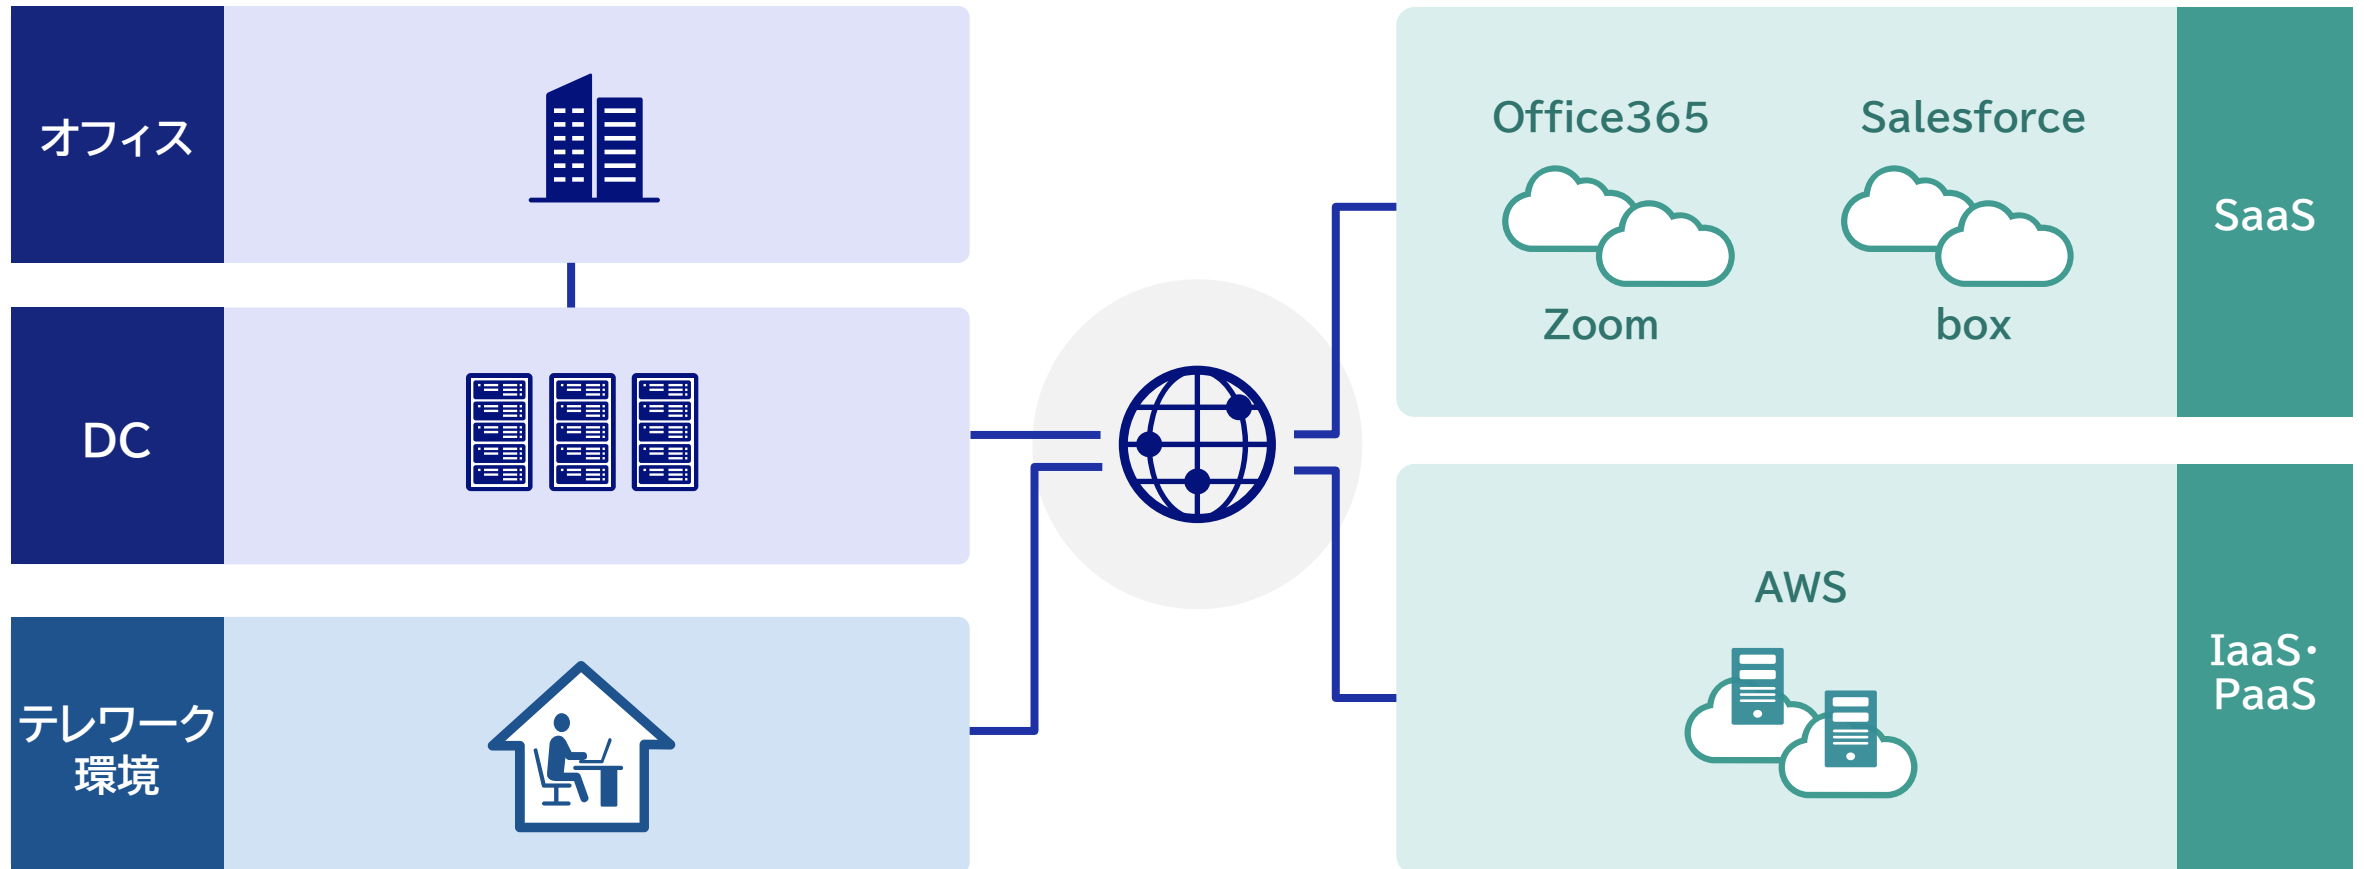 オフィス
DC
テレワーク
環境
Office365
Salesforce
Zoom
box
SaaS
AWS
IaaS・
PaaS